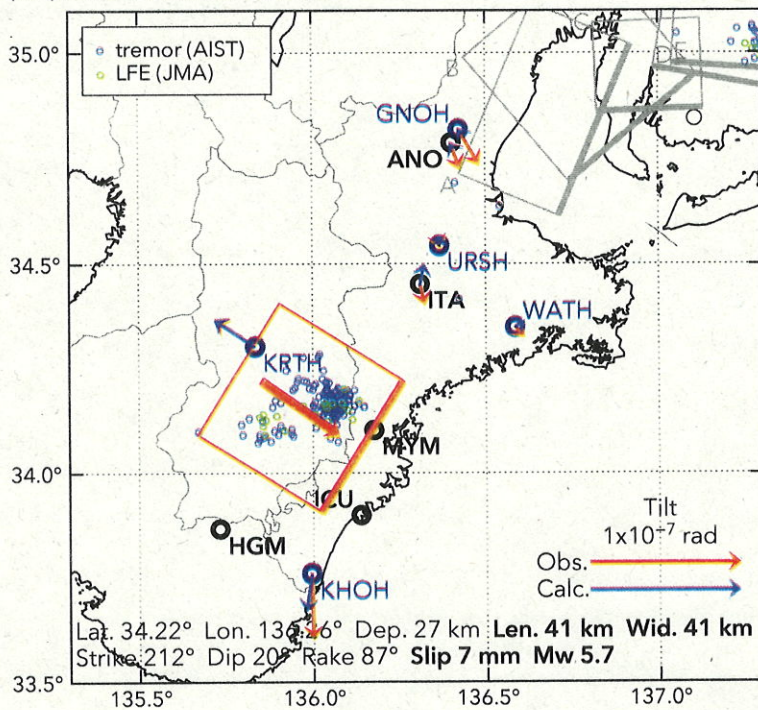 35.0°
tremor (AIST)
LFE (JMA)
C
D E
B
GNOH
O
ANO
A
34.5°
URSH
ITA
WATH
KRTH
MYM
34.0°
ICU
HGM
Tilt
1x10⁻⁷ rad
Obs.
Calc.
KHOH
Lat. 34.22° Lon. Dep. 27 km Len. 41 km Wid. 41 km
Strike 212° Dip 20° Rake 87° Slip 7 mm Mw 5.7
33.5°
135.5° 136.0° 136.5° 137.0°